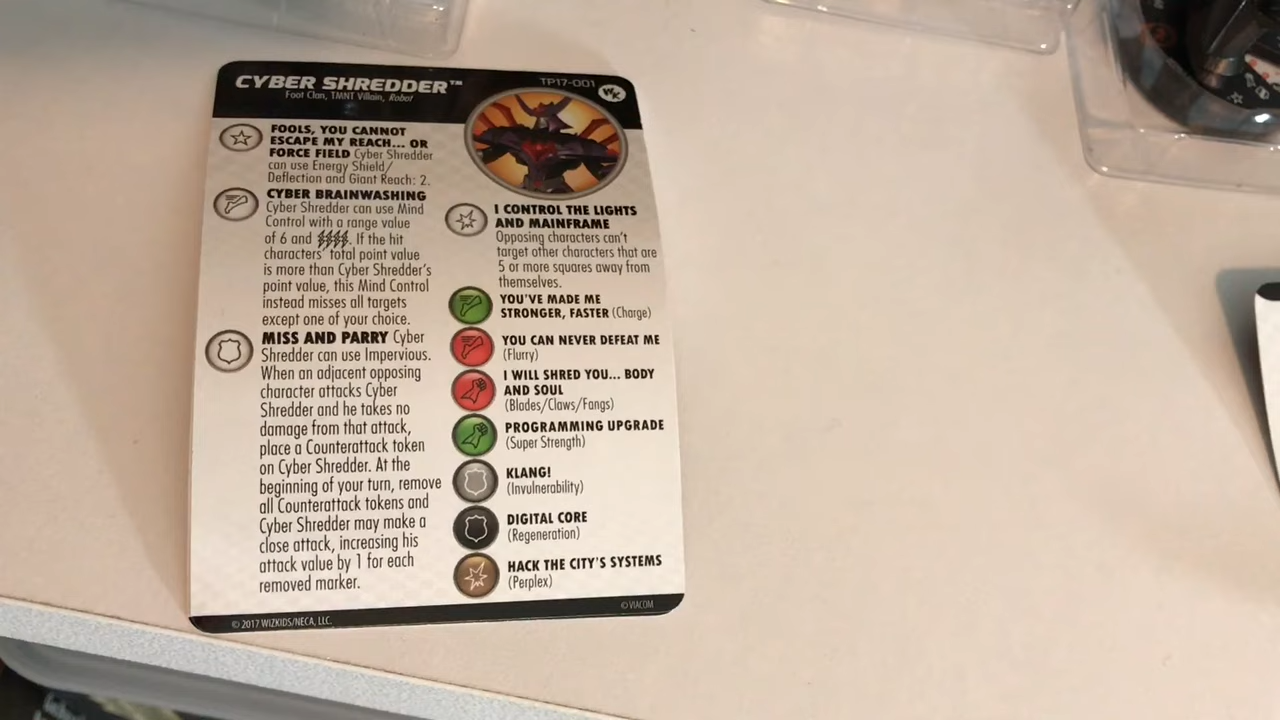 CYBER SHREDDER™
TP17-001
WK
Foot Clan, TMNT Villain, Robot
FOOLS, YOU CANNOT
ESCAPE MY REACH... OR
FORCE FIELD Cyber Shredder
can use Energy Shield/
Deflection and Giant Reach: 2.
CYBER BRAINWASHING
Cyber Shredder can use Mind
Control with a range value
of 6 and . If the hit
characters' total point value
is more than Cyber Shredder's
point value, this Mind Control
instead misses all targets
except one of your choice.
MISS AND PARRY Cyber
Shredder can use Impervious.
When an adjacent opposing
character attacks Cyber
Shredder and he takes no
damage from that attack,
place a Counterattack token
on Cyber Shredder. At the
beginning of your turn, remove
all Counterattack tokens and
Cyber Shredder may make a
close attack, increasing his
attack value by 1 for each
removed marker.
I CONTROL THE LIGHTS
AND MAINFRAME
Opposing characters can't
target other characters that are
5 or more squares away from
themselves.
YOU'VE MADE ME
STRONGER, FASTER (Charge)
YOU CAN NEVER DEFEAT ME
(Flurry)
I WILL SHRED YOU... BODY
AND SOUL
(Blades/Claws/Fangs)
PROGRAMMING UPGRADE
(Super Strength)
KLANG!
(Invulnerability)
DIGITAL CORE
(Regeneration)
HACK THE CITY'S SYSTEMS
(Perplex)
© 2017 WIZKIDS/NECA, LLC.
© VIACOM